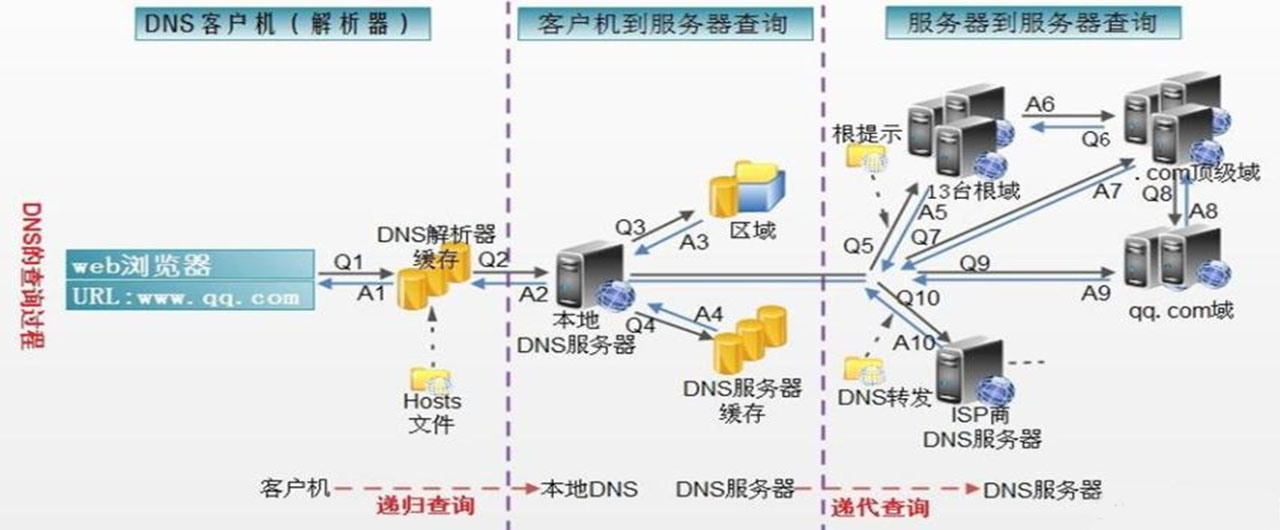 DNS客户机（解析器）
客户机到服务器查询
服务器到服务器查询
DNS的查询过程
web浏览器
URL:www.qq.com
Q1
A1
DNS解析器
缓存
Hosts
文件
Q2
A2
本地
DNS服务器
Q3
A3
区域
Q4
A4
DNS服务器
缓存
根提示
13台根域
Q5
A5
A6
Q6
.com顶级域
Q7
A7
Q8
A8
qq.com域
Q9
A9
Q10
A10
DNS转发
ISP商
DNS服务器
客户机
递归查询
本地DNS
DNS服务器
递代查询
DNS服务器